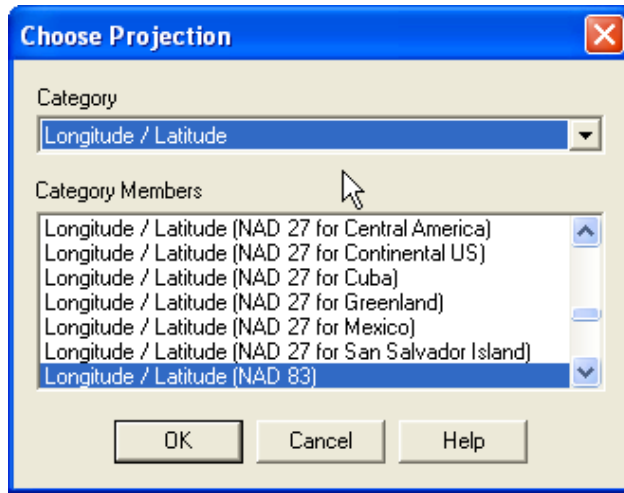 Choose Projection
Category
Longitude / Latitude
Category Members
Longitude / Latitude (NAD 27 for Central America)
Longitude / Latitude (NAD 27 for Continental US)
Longitude / Latitude (NAD 27 for Cuba)
Longitude / Latitude (NAD 27 for Greenland)
Longitude / Latitude (NAD 27 for Mexico)
Longitude / Latitude (NAD 27 for San Salvador Island)
Longitude / Latitude (NAD 83)
OK Cancel Help